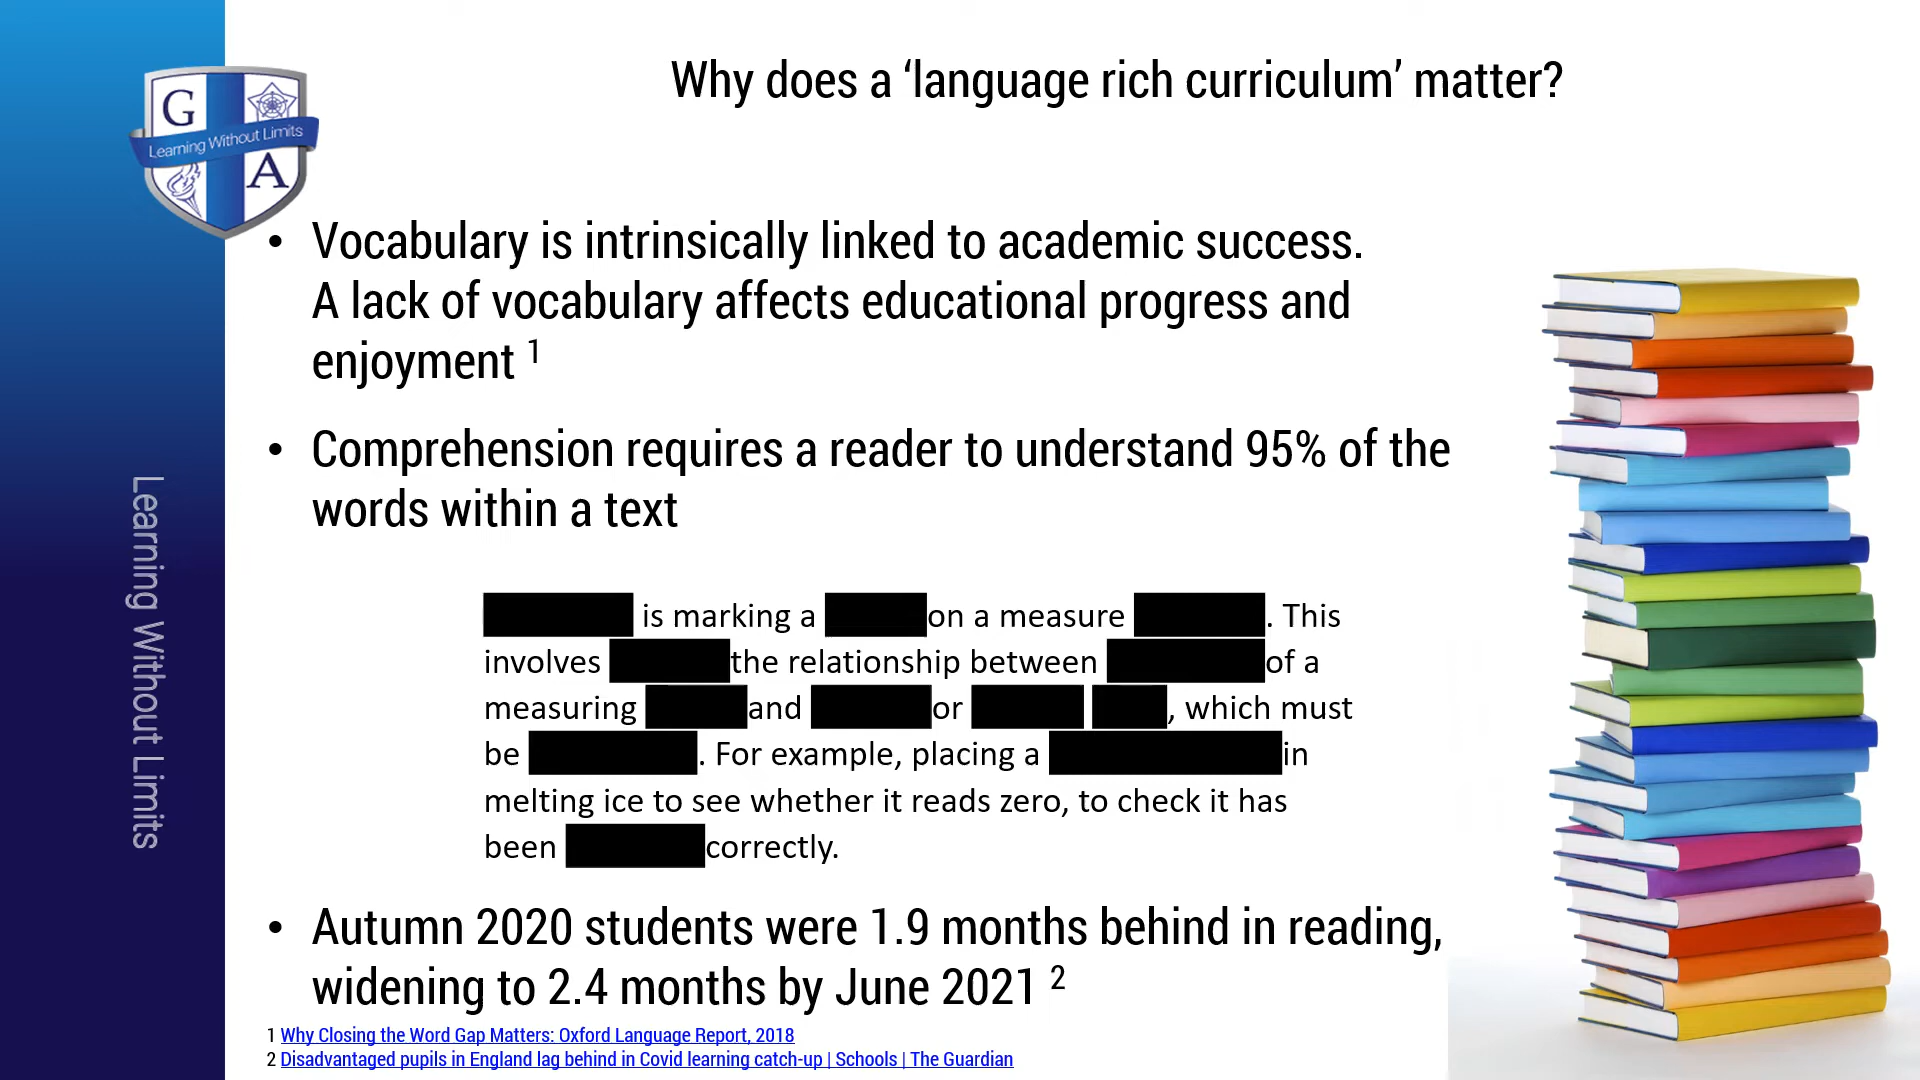 Why does a ‘language rich curriculum’ matter?
G
Learning Without Limits
A
• Vocabulary is intrinsically linked to academic success.
A lack of vocabulary affects educational progress and
enjoyment 1
• Comprehension requires a reader to understand 95% of the
words within a text
is marking a on a measure . This
involves the relationship between of a
measuring and or , which must
be . For example, placing a in
melting ice to see whether it reads zero, to check it has
been correctly.
• Autumn 2020 students were 1.9 months behind in reading,
widening to 2.4 months by June 2021 2
1 Why Closing the Word Gap Matters: Oxford Language Report, 2018
2 Disadvantaged pupils in England lag behind in Covid learning catch-up | Schools | The Guardian
Learning Without Limits